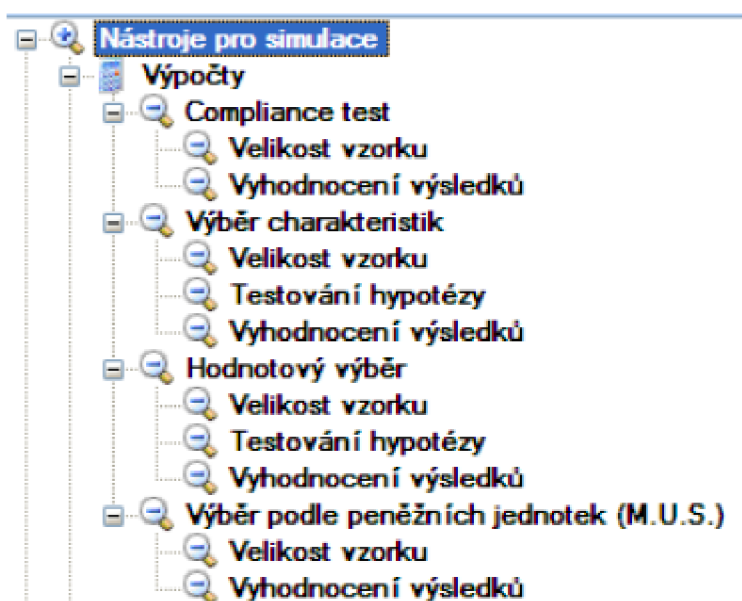 Nástroje pro simulace
Výpočty
Compliance test
Velikost vzorku
Vyhodnocení výsledků
Výběr charakteristik
Velikost vzorku
Testování hypotézy
Vyhodnocení výsledků
Hodnotový výběr
Velikost vzorku
Testování hypotézy
Vyhodnocení výsledků
Výběr podle peněžních jednotek (M.U.S.)
Velikost vzorku
Vyhodnocení výsledků